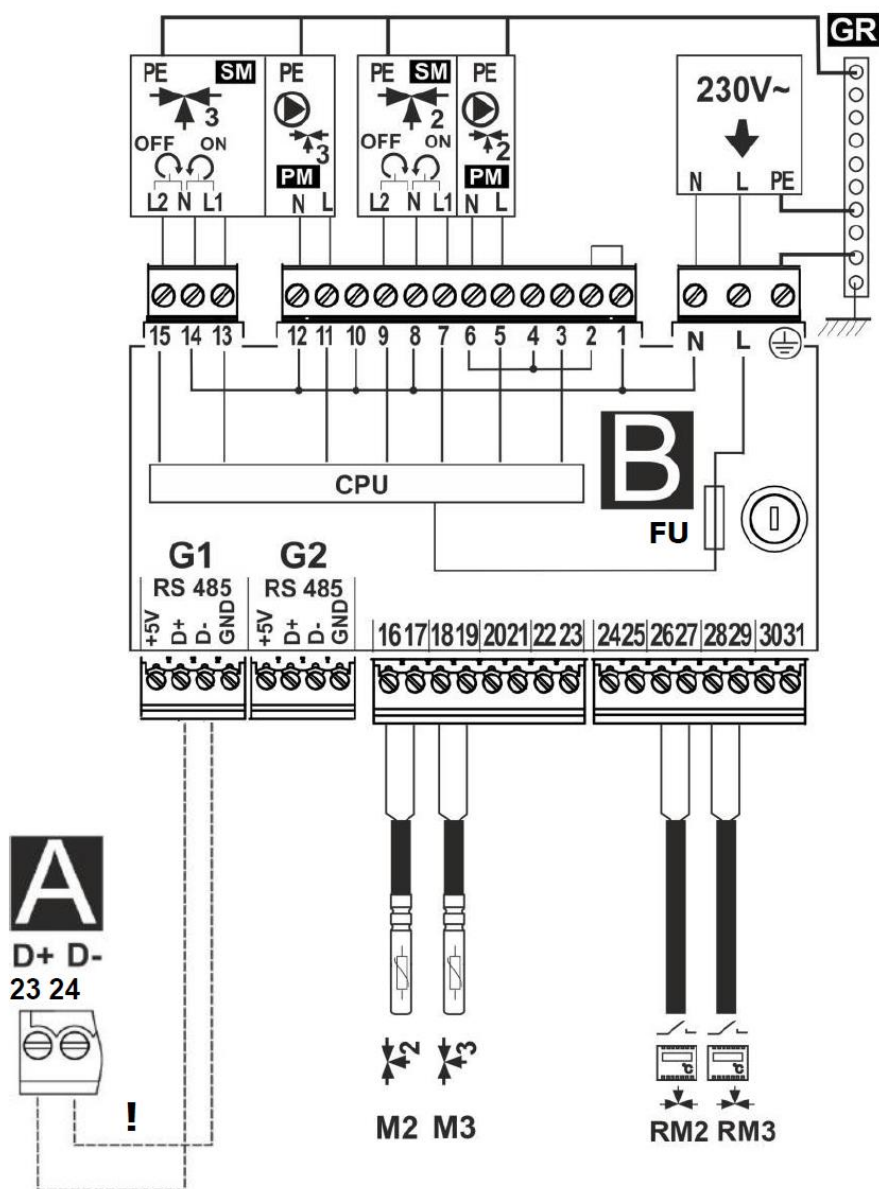 GR
PE SM PE PE SM PE
230V~
3 2
OFF ON 3 OFF ON 2
PM PM
L2 N L1 N L L2 N L1 N L N L PE
15 14 13 12 11 10 9 8 7 6 5 4 3 2 1 N L
CPU
B
FU
G1 G2
RS 485 RS 485
+5V D+ D- GND +5V D+ D- GND
16 17 18 19 20 21 22 23 24 25 26 27 28 29 30 31
A
D+ D-
23 24
!
2 3
°C °C
M2 M3 RM2 RM3